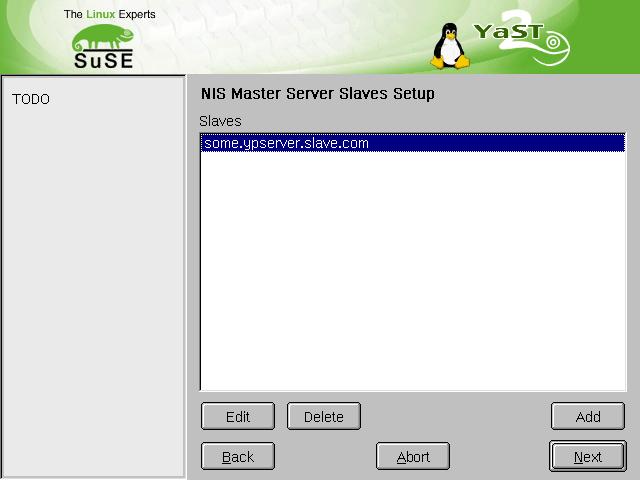 The Linux Experts
SuSE
YaST
2
TODO
NIS Master Server Slaves Setup
Slaves
some.ypserver.slave.com
Edit
Delete
Add
Back
Abort
Next